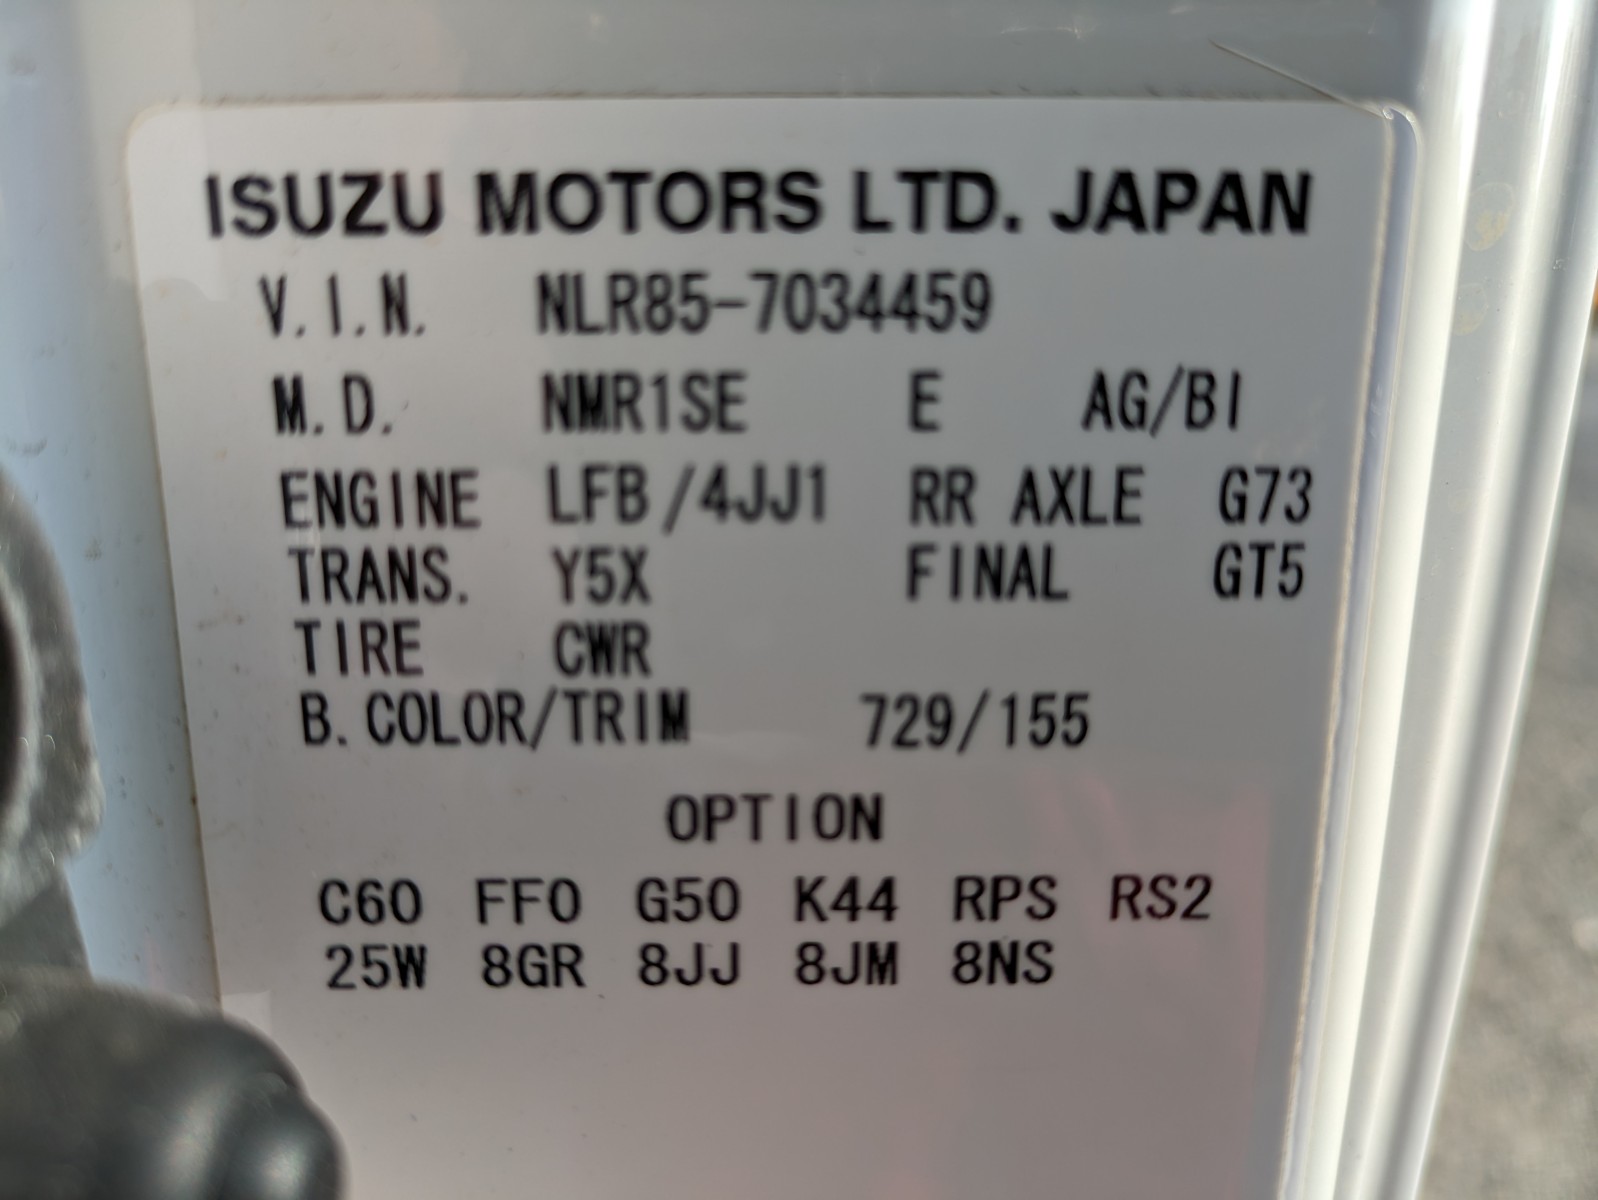 ISUZU MOTORS LTD. JAPAN
V.I.N. NLR85-7034459
M.D. NMR1SE E AG/BI
ENGINE LFB/4JJ1 RR AXLE G73
TRANS. Y5X FINAL GT5
TIRE CWR
B.COLOR/TRIM 729/155
OPTION
C60 FF0 G50 K44 RPS RS2
25W 8GR 8JJ 8JM 8NS